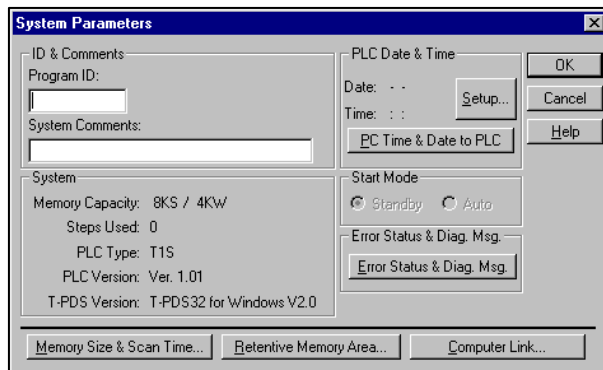 System Parameters
ID & Comments
Program ID:
System Comments:
PLC Date & Time
Date: - -
Time: : :
Setup...
PC Time & Date to PLC
OK
Cancel
Help
System
Memory Capacity: 8KS / 4KW
Steps Used: 0
PLC Type: T1S
PLC Version: Ver. 1.01
T-PDS Version: T-PDS32 for Windows V2.0
Start Mode
Standby Auto
Error Status & Diag. Msg.
Error Status & Diag. Msg.
Memory Size & Scan Time... Retentive Memory Area... Computer Link...